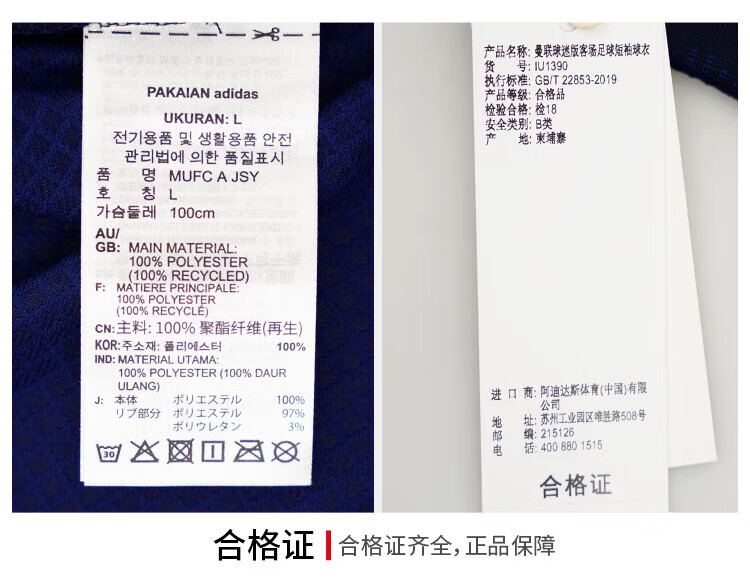 PAKAIAN adidas
UKURAN: L
전기용품 및 생활용품 안전
관리법에 의한 품질표시
품 명 MUFC A JSY
호 칭 L
가슴둘레 100cm
AU/
GB: MAIN MATERIAL:
100% POLYESTER
(100% RECYCLED)
F: MATIERE PRINCIPALE:
100% POLYESTER
(100% RECYCLÉ)
CN: 主料: 100% 聚酯纤维(再生)
KOR: 주소재: 폴리에스터 100%
IND: MATERIAL UTAMA:
100% POLYESTER (100% DAUR
ULANG)
J: 本体 ポリエステル 100%
リブ部分 ポリエステル 97%
ポリウレタン 3%
30
产品名称: 曼联球迷版客场足球短袖球衣
货 号: IU1390
执行标准: GB/T 22853-2019
产品等级: 合格品
检验合格: 检18
安全类别: B类
产 地: 柬埔寨
进 口 商: 阿迪达斯体育(中国)有限
公司
地 址: 苏州工业园区唯胜路508号
邮 编: 215126
电 话: 400 880 1515
合格证
合格证 合格证齐全，正品保障